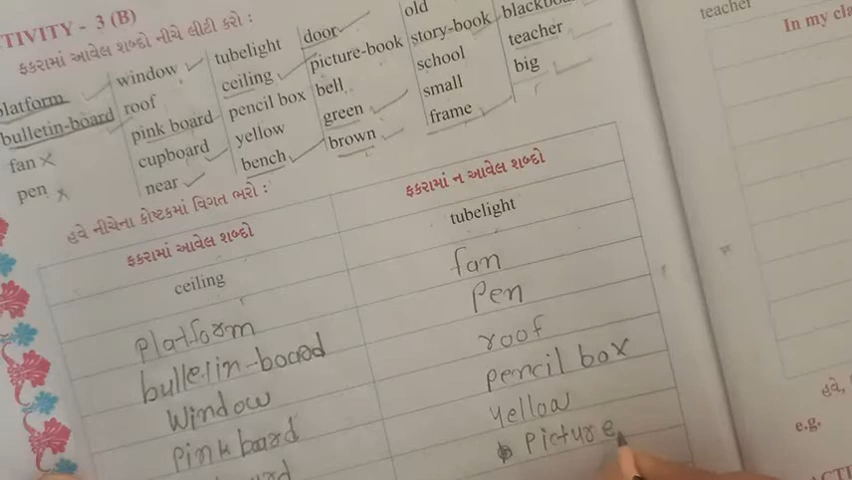 TIVITY - 3 (B)
ફકરામાં આવેલ શબ્દો નીચે લીટી કરો :
platform
window
tubelight
door
old
blackboa
bulletin-board
roof
ceiling
picture-book
story-book
teacher
fan
pink board
pencil box
bell
school
big
pen
cupboard
yellow
green
small
near
bench
brown
frame
હવે નીચેના કોષ્ટકમાં વિગત ભરો :
ફકરામાં આવેલ શબ્દો
ફકરામાં ન આવેલ શબ્દો
ceiling
tubelight
platform
fan
bulletin-board
Pen
Window
roof
pink board
pencil box
yellow
Picture
teacher
In my cla
હવે,
e.g.